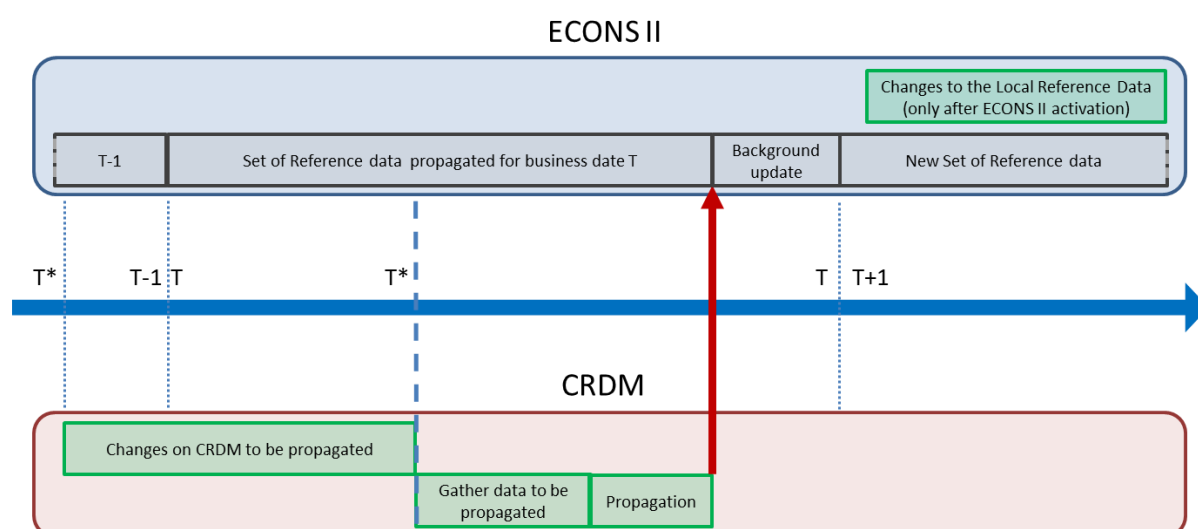 ECONS II
Changes to the Local Reference Data
(only after ECONS II activation)
T-1
Set of Reference data propagated for business date T
Background
update
New Set of Reference data
T*
T-1
T
T*
T
T+1
CRDM
Changes on CRDM to be propagated
Gather data to be
propagated
Propagation